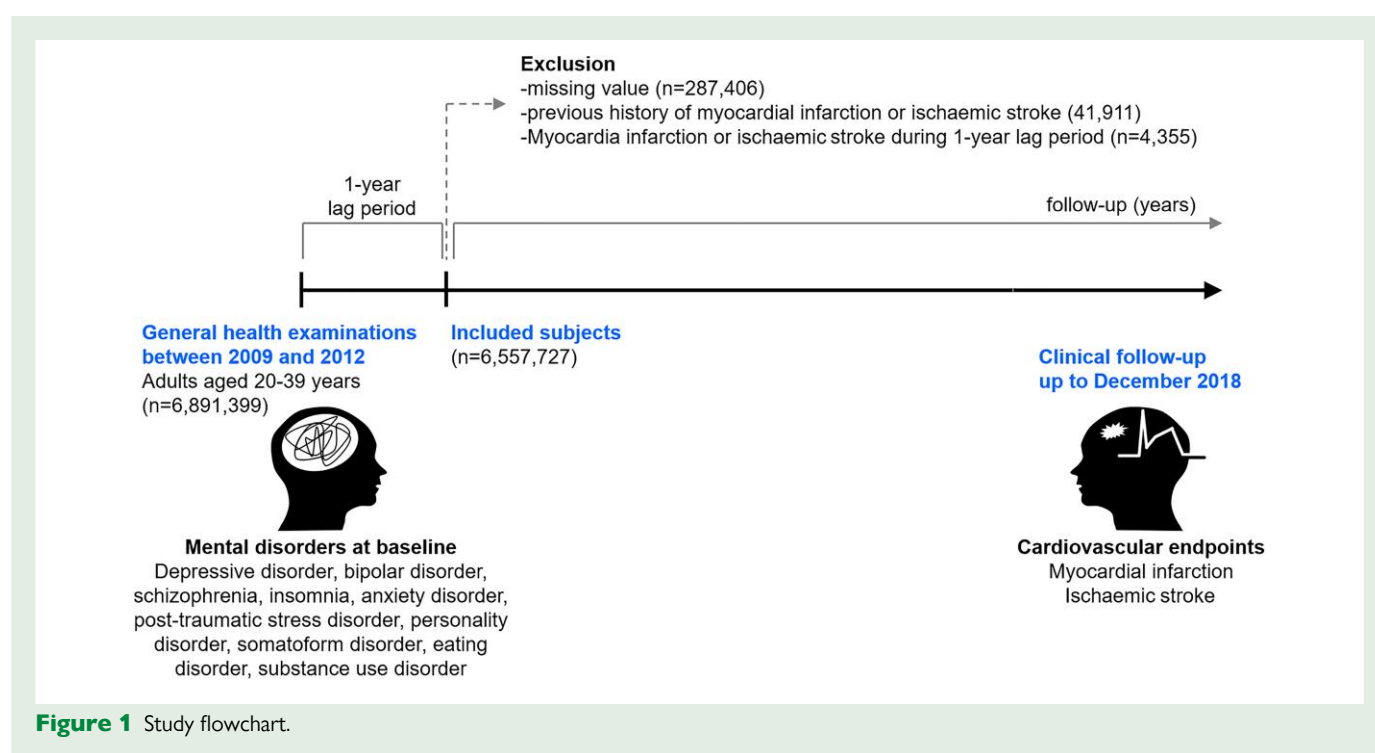 Exclusion
-missing value (n=287,406)
-previous history of myocardial infarction or ischaemic stroke (41,911)
-Myocardia infarction or ischaemic stroke during 1-year lag period (n=4,355)
1-year
lag period
follow-up (years)
General health examinations
between 2009 and 2012
Adults aged 20-39 years
(n=6,891,399)
Included subjects
(n=6,557,727)
Clinical follow-up
up to December 2018
Mental disorders at baseline
Depressive disorder, bipolar disorder,
schizophrenia, insomnia, anxiety disorder,
post-traumatic stress disorder, personality
disorder, somatoform disorder, eating
disorder, substance use disorder
Cardiovascular endpoints
Myocardial infarction
Ischaemic stroke
Figure 1 Study flowchart.